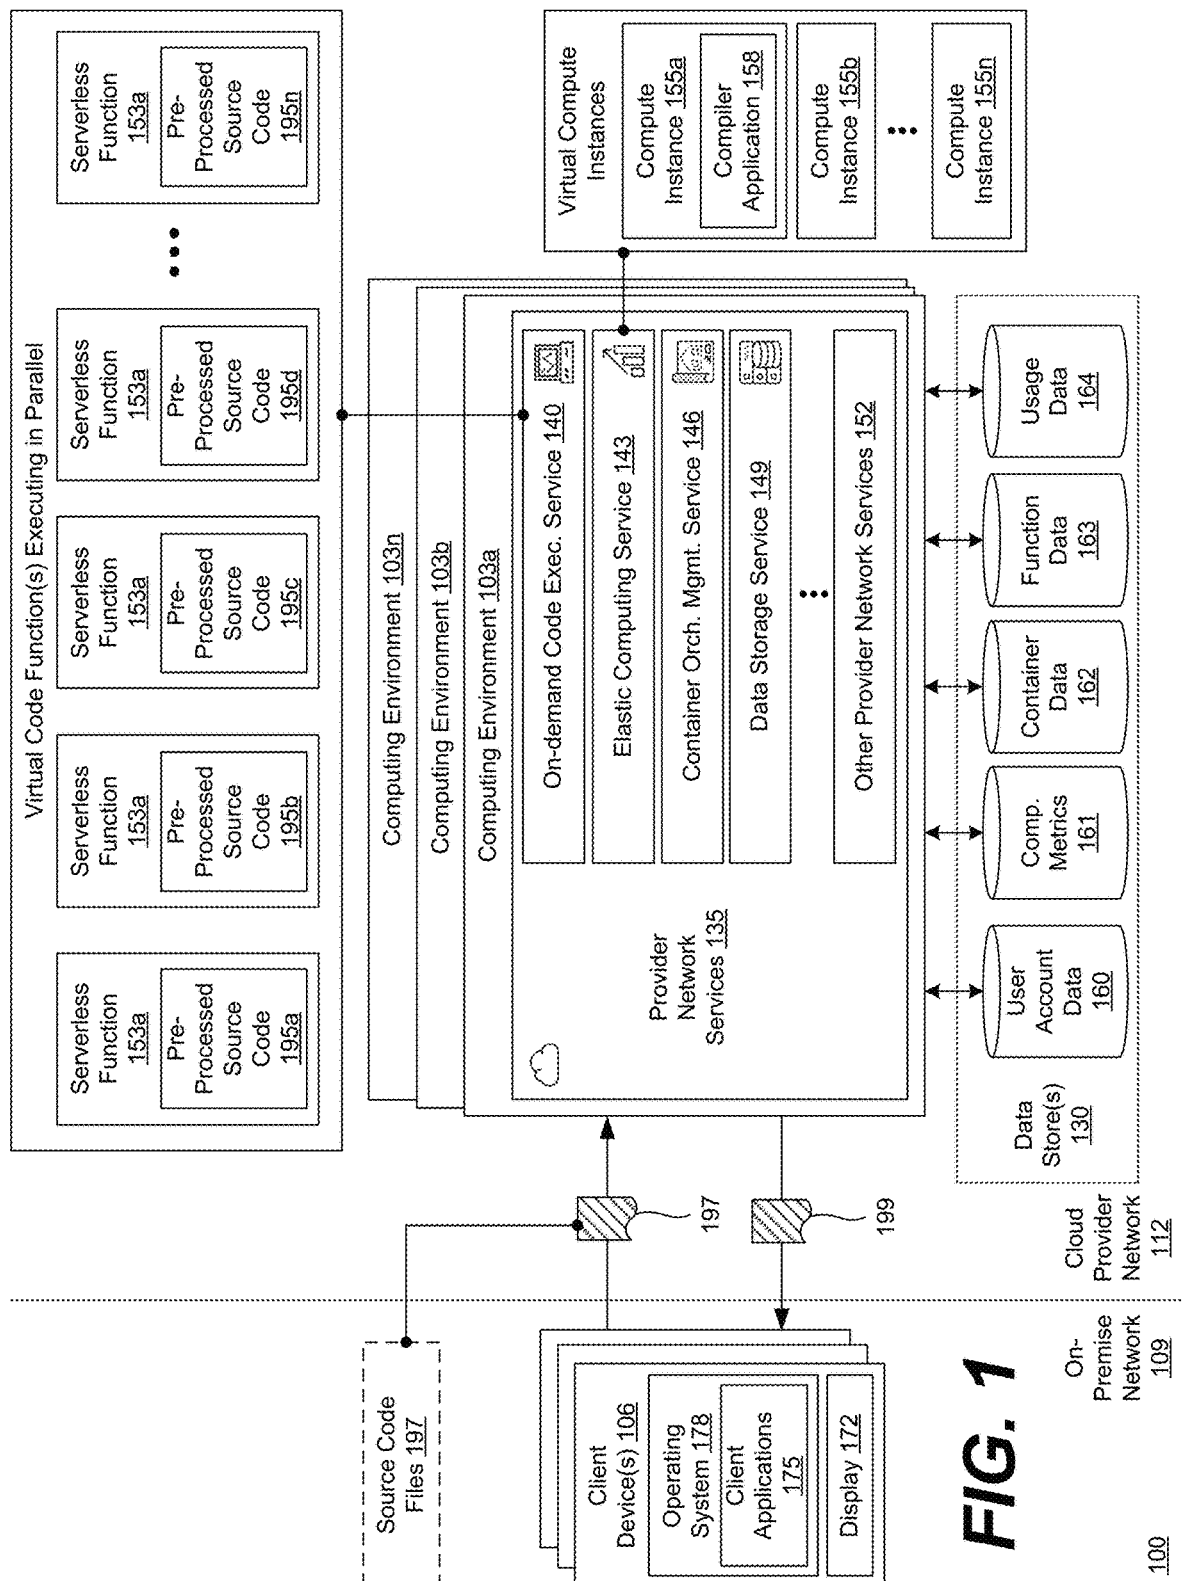 Virtual Code Function(s) Executing in Parallel
Serverless
Function
153a
Pre-
Processed
Source
Code
195a
Serverless
Function
153a
Pre-
Processed
Source
Code
195b
Serverless
Function
153a
Pre-
Processed
Source
Code
195c
Serverless
Function
153a
Pre-
Processed
Source
Code
195d
Serverless
Function
153a
Pre-
Processed
Source
Code
195n
Source Code
Files 197
Computing Environment 103n
Computing Environment 103b
Computing Environment 103a
On-demand Code Exec. Service 140
Elastic Computing Service 143
Container Orch. Mgmt. Service 146
Data Storage Service 149
Other Provider Network Services 152
Provider
Network
Services 135
Virtual Compute
Instances
Compute
Instance 155a
Compiler
Application 158
Compute
Instance 155b
Compute
Instance 155n
197
199
Client
Device(s) 106
Operating
System 178
Client
Applications
175
Display 172
Data
Store(s)
130
User
Account
Data
160
Comp.
Metrics
161
Container
Data
162
Function
Data
163
Usage
Data
164
On-
Premise
Network
109
Cloud
Provider
Network
112
FIG. 1
100